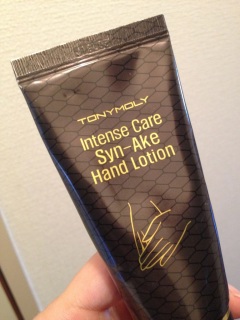 TONYMOLY
Intense Care
Syn-Ake
Hand Lotion